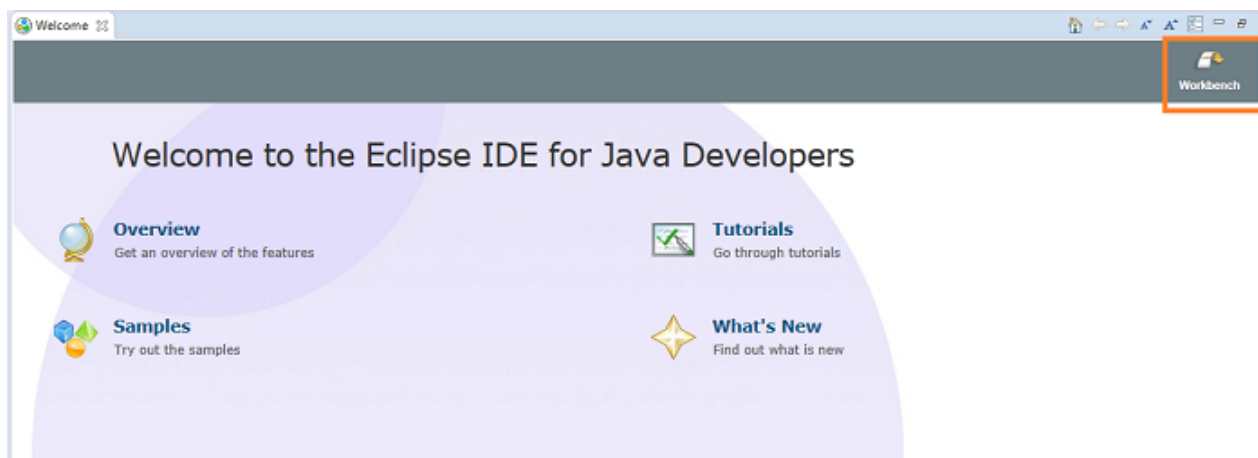 Welcome
Workbench
Welcome to the Eclipse IDE for Java Developers
Overview
Get an overview of the features
Tutorials
Go through tutorials
Samples
Try out the samples
What's New
Find out what is new